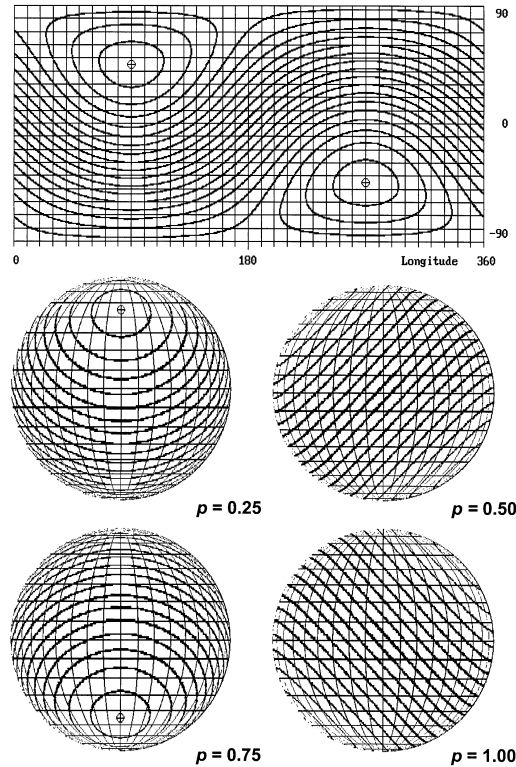 90
0
-90
0 180 Longitude 360
p = 0.25 p = 0.50
p = 0.75 p = 1.00